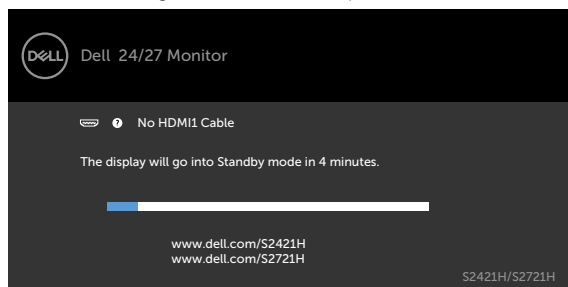 DELL
Dell 24/27 Monitor
? No HDMI1 Cable
The display will go into Standby mode in 4 minutes.
www.dell.com/S2421H
www.dell.com/S2721H
S2421H/S2721H